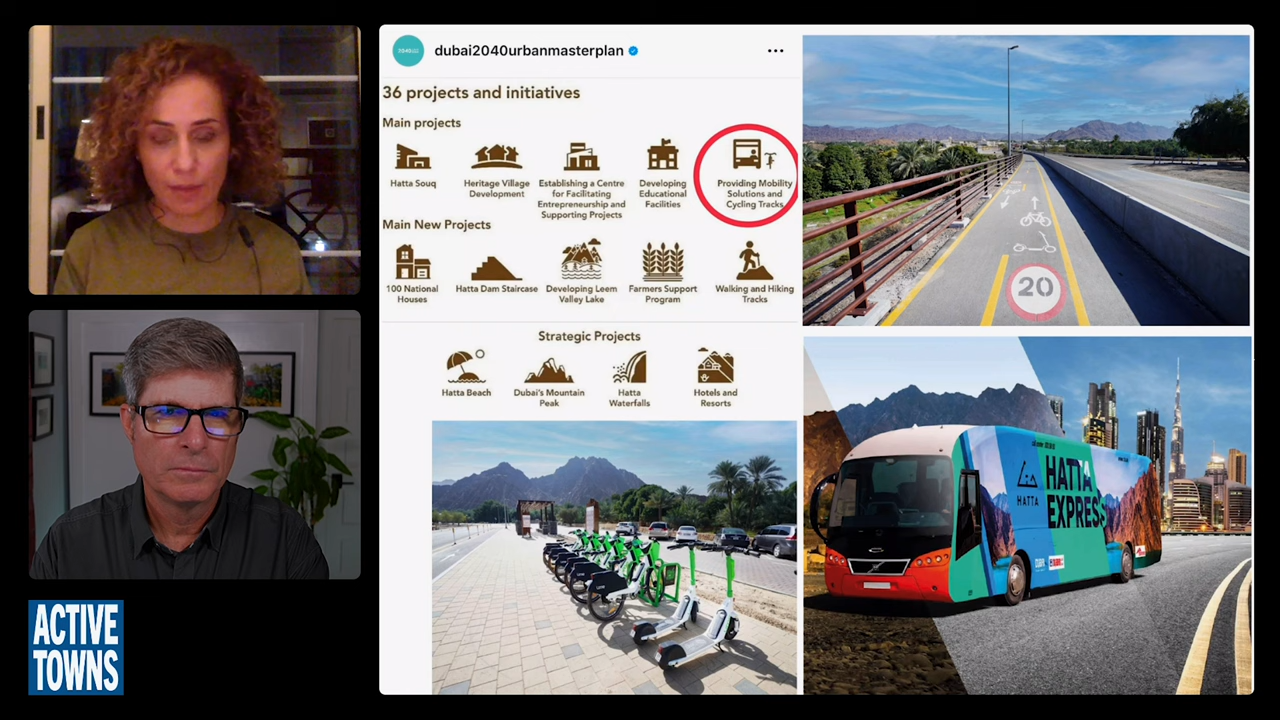 dubai2040urbanmasterplan
36 projects and initiatives
Main projects
Hatta Souq
Heritage Village
Development
Establishing a Centre
for Facilitating
Entrepreneurship and
Supporting Projects
Developing
Educational
Facilities
Providing Mobility
Solutions and
Cycling Tracks
Main New Projects
100 National
Houses
Hatta Dam Staircase
Developing Leem
Valley Lake
Farmers Support
Program
Walking and Hiking
Tracks
Strategic Projects
Hatta Beach
Dubai's Mountain
Peak
Hatta
Waterfalls
Hotels and
Resorts
20
HATTA
HATTA
EXPRESS
ACTIVE
TOWNS